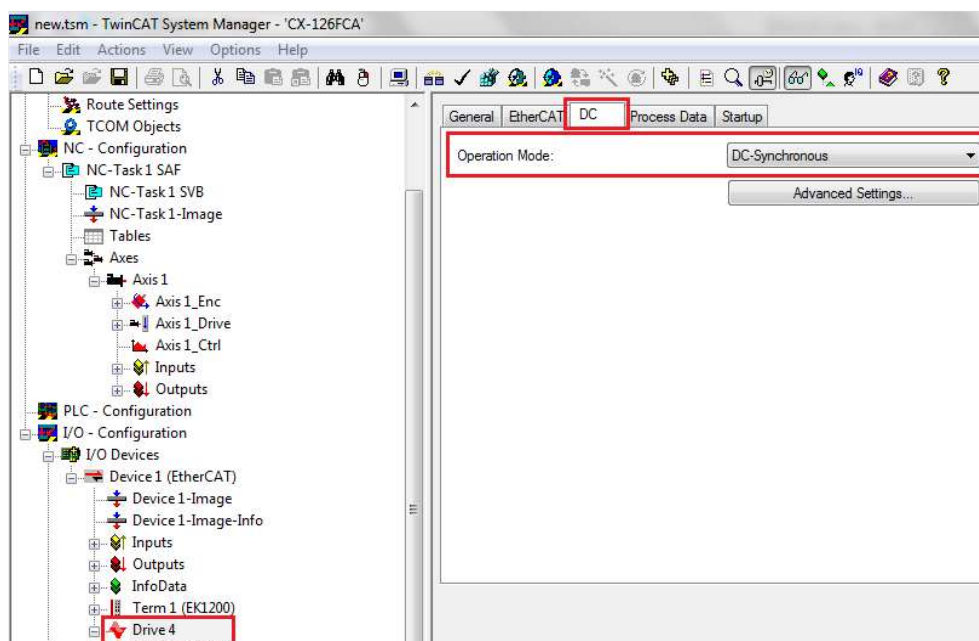 new.tsm - TwinCAT System Manager - 'CX-126FCA'
File Edit Actions View Options Help
Route Settings
TCOM Objects
NC - Configuration
NC-Task 1 SAF
NC-Task 1 SVB
NC-Task 1-Image
Tables
Axes
Axis 1
Axis 1_Enc
Axis 1_Drive
Axis 1_Ctrl
Inputs
Outputs
PLC - Configuration
I/O - Configuration
I/O Devices
Device 1 (EtherCAT)
Device 1-Image
Device 1-Image-Info
Inputs
Outputs
InfoData
Term 1 (EK1200)
Drive 4
General EtherCAT DC Process Data Startup
Operation Mode: DC-Synchronous
Advanced Settings...